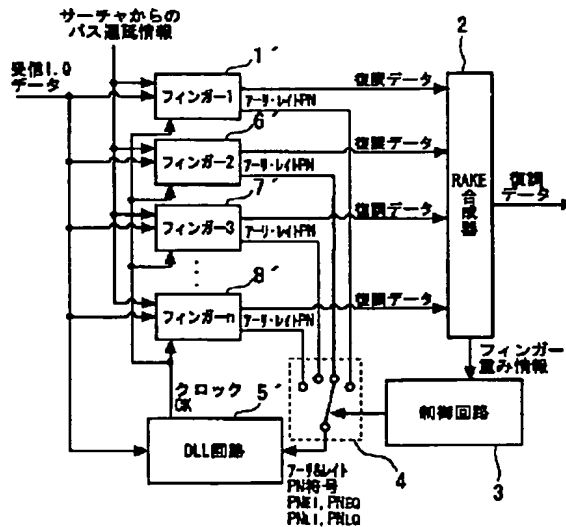 サーチャからの
パス遅延情報
受信I,Q
データ
1´
フィンガー1
復調データ
アーリ・レイトPN
2
6´
フィンガー2
復調データ
アーリ・レイトPN
7´
フィンガー3
復調データ
アーリ・レイトPN
8´
フィンガーn
復調データ
アーリ・レイトPN
RAKE
合成器
復調
データ
フィンガー
重み情報
クロック
CK
5´
DLL回路
制御回路
3
4
アーリ&レイト
PN符号
PNEI, PNEQ
PNLI, PNLQ